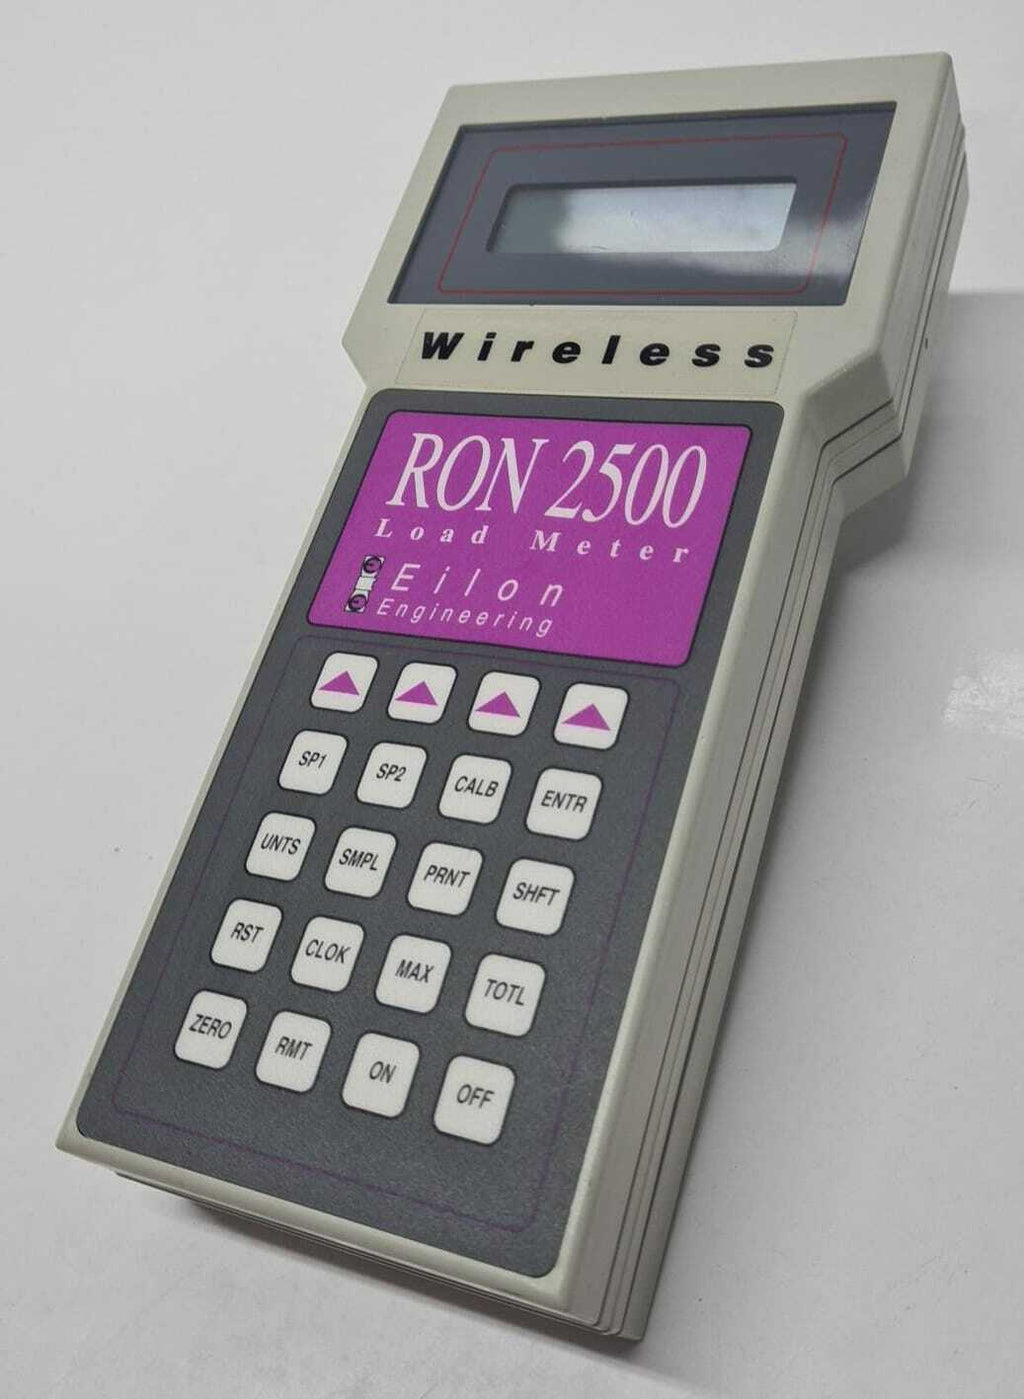 Wireless
RON 2500
Load Meter
Eilon
Engineering
SP1 SP2 CALB ENTR
UNTS SMPL PRNT SHFT
RST CLOK MAX TOTL
ZERO RMT ON OFF